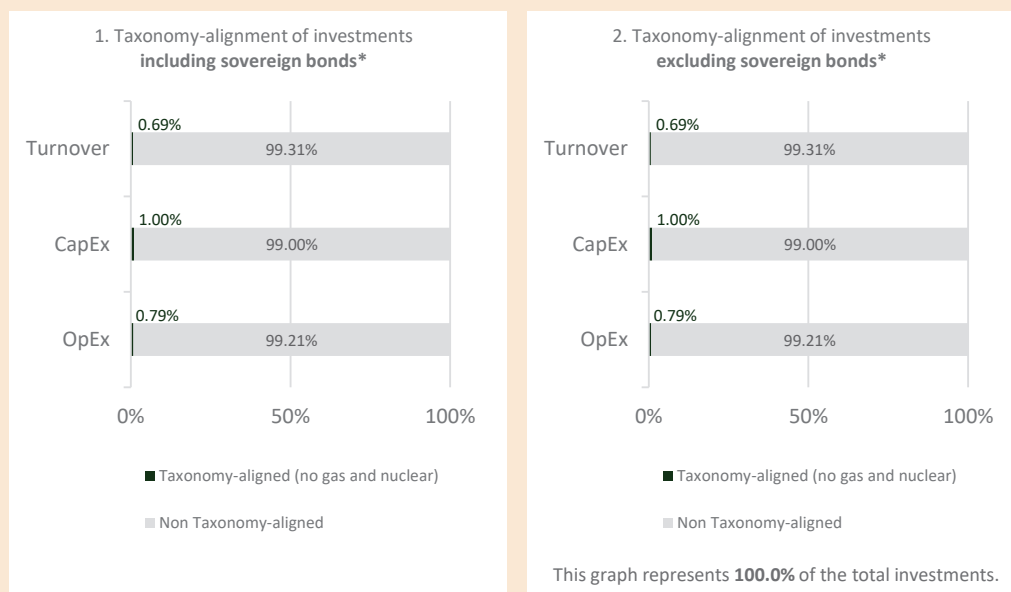 1. Taxonomy-alignment of investments
including sovereign bonds*
Turnover
0.69%
99.31%
CapEx
1.00%
99.00%
OpEx
0.79%
99.21%
0%
50%
100%
Taxonomy-aligned (no gas and nuclear)
Non Taxonomy-aligned
2. Taxonomy-alignment of investments
excluding sovereign bonds*
Turnover
0.69%
99.31%
CapEx
1.00%
99.00%
OpEx
0.79%
99.21%
0%
50%
100%
Taxonomy-aligned (no gas and nuclear)
Non Taxonomy-aligned
This graph represents 100.0% of the total investments.